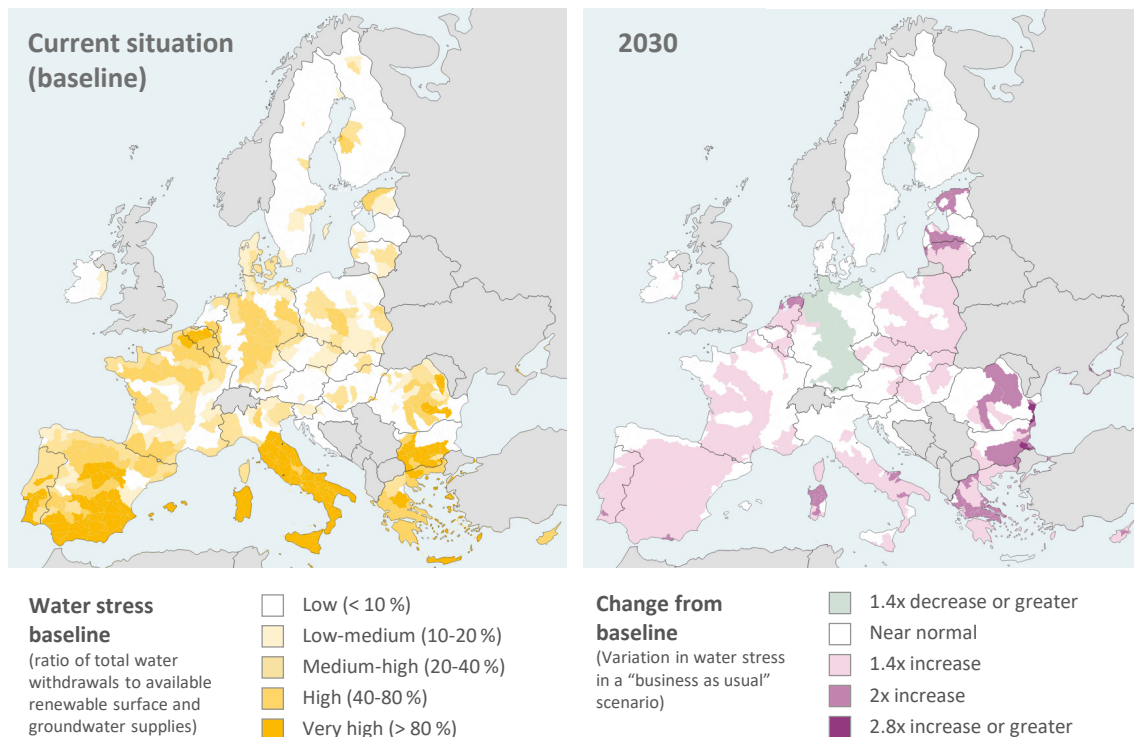 Current situation
(baseline)
2030
Water stress
baseline
(ratio of total water
withdrawals to available
renewable surface and
groundwater supplies)
Low (< 10 %)
Low-medium (10-20 %)
Medium-high (20-40 %)
High (40-80 %)
Very high (> 80 %)
Change from
baseline
(Variation in water stress
in a “business as usual”
scenario)
1.4x decrease or greater
Near normal
1.4x increase
2x increase
2.8x increase or greater